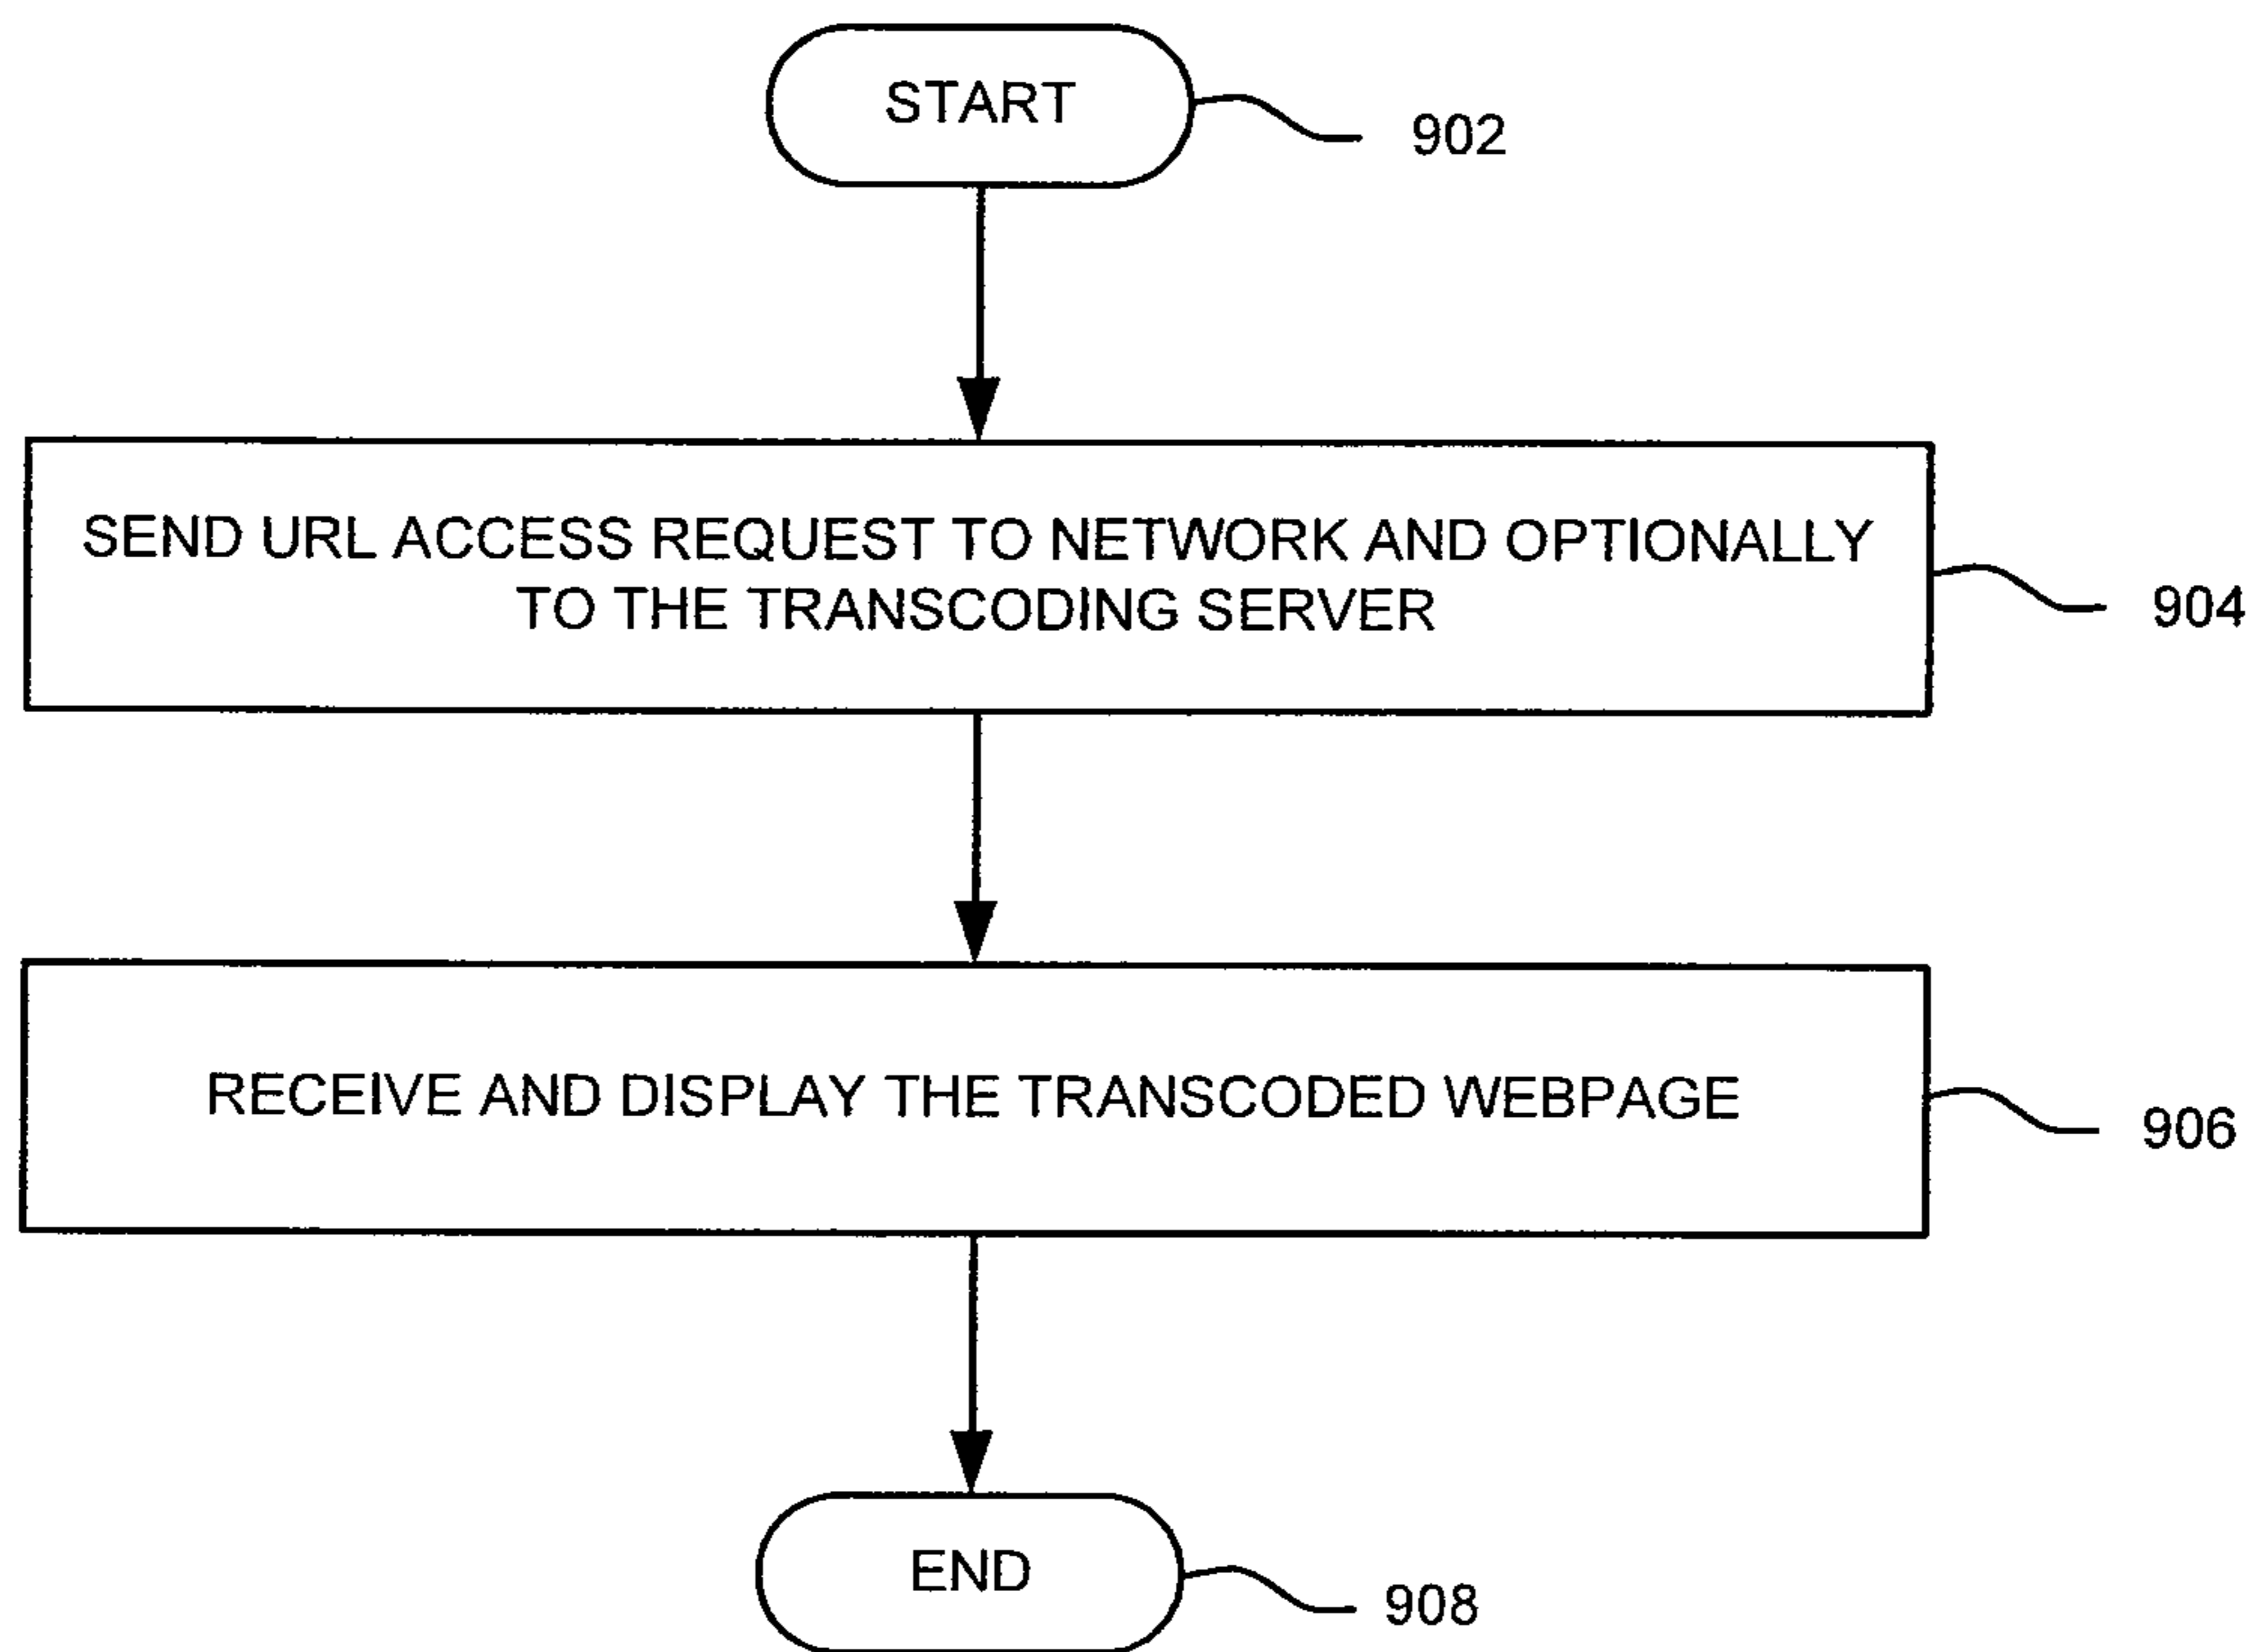 START
902
SEND URL ACCESS REQUEST TO NETWORK AND OPTIONALLY
TO THE TRANSCODING SERVER
904
RECEIVE AND DISPLAY THE TRANSCODED WEBPAGE
906
END
908